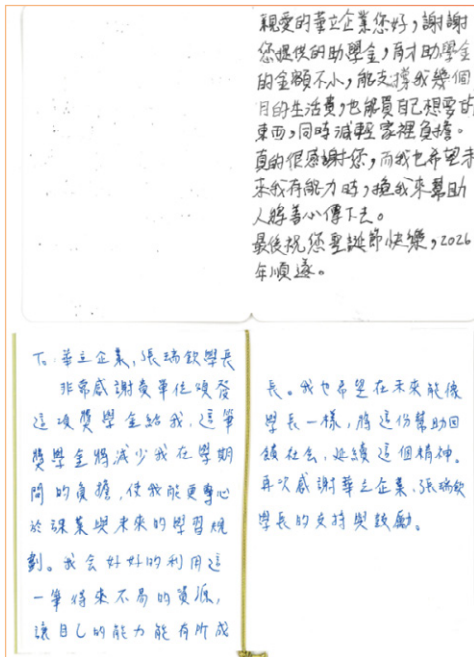 親愛的華立企業您好，謝謝
您提供的助學金，育才助學金
的金額不小，能支撐我幾個
月的生活費，也能買自己想要的
東西，同時減輕家裡負擔。
真的很感謝您，而我也希望未
來我有能力時，換我來幫助
人將善心傳下去。
最後祝您聖誕節快樂，2026
年順遂。
To 華立企業，張瑞欽學長
非常感謝貴單位頒發
這項獎學金給我，這筆
獎學金將減少我在學期
間的負擔，使我能更專心
於課業與未來的學習規
劃。我会好好的利用這
一筆得來不易的資源，
讓自己的能力能有所成
長。我也希望在未來能像
學長一樣，將這份幫助回
饋社会，延續這個精神。
再次感謝華立企業，張瑞欽
學長的支持與鼓勵。